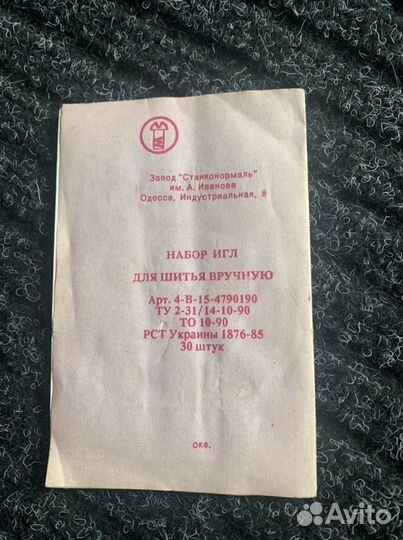 Завод "Станконормаль"
им. А. Иванова
Одесса, Индустриальная, 8
НАБОР ИГЛ
ДЛЯ ШИТЬЯ ВРУЧНУЮ
Арт. 4-В-15-4790190
ТУ 2-31/14-10-90
ТО 10-90
РСТ Украины 1876-85
30 штук
ОКФ.
Avito